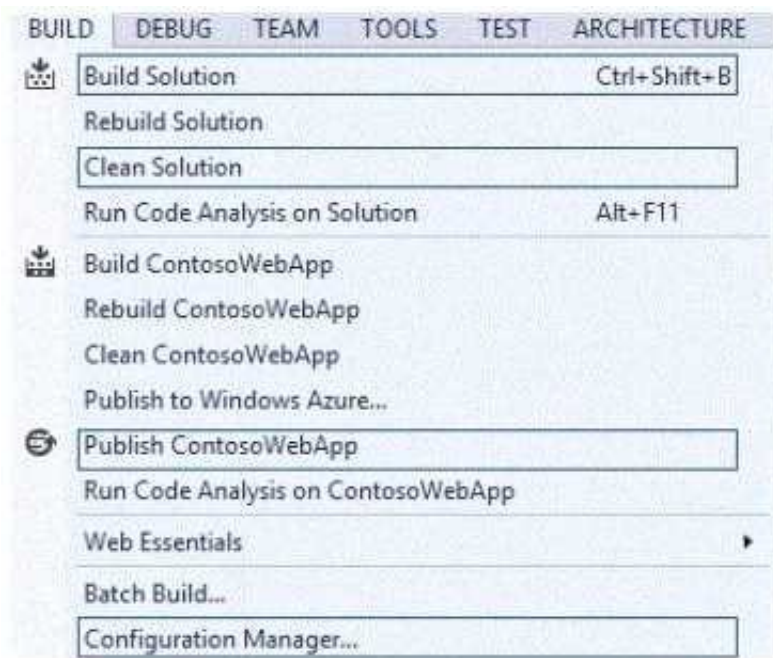 BUILD DEBUG TEAM TOOLS TEST ARCHITECTURE
Build Solution Ctrl+Shift+B
Rebuild Solution
Clean Solution
Run Code Analysis on Solution Alt+F11
Build ContosoWebApp
Rebuild ContosoWebApp
Clean ContosoWebApp
Publish to Windows Azure...
Publish ContosoWebApp
Run Code Analysis on ContosoWebApp
Web Essentials
Batch Build...
Configuration Manager...